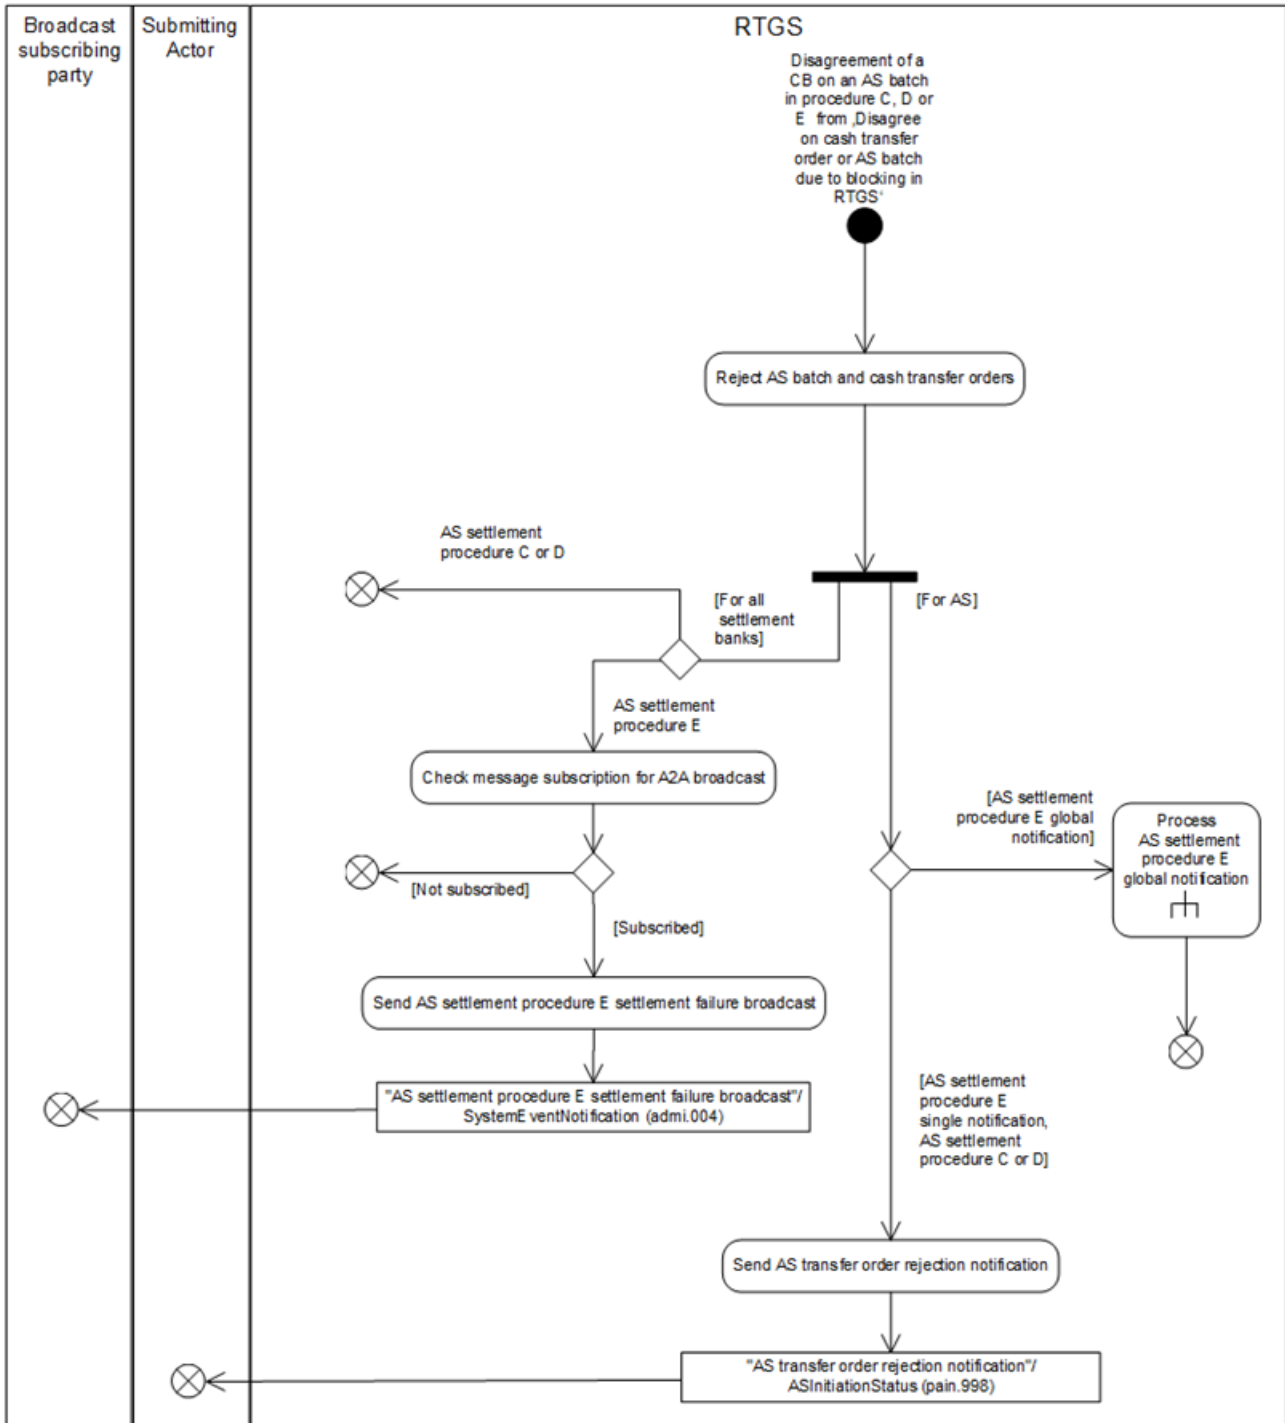 Broadcast
subscribing
party
Submitting
Actor
RTGS
Disagreement of a
CB on an AS batch
in procedure C, D or
E from ‚Disagree
on cash transfer
order or AS batch
due to blocking in
RTGS‘
Reject AS batch and cash transfer orders
AS settlement
procedure C or D
[For all
settlement
banks]
[For AS]
AS settlement
procedure E
Check message subscription for A2A broadcast
[AS settlement
procedure E global
notification]
Process
AS settlement
procedure E
global notification
[Not subscribed]
[Subscribed]
Send AS settlement procedure E settlement failure broadcast
"AS settlement procedure E settlement failure broadcast"/
SystemEventNotification (admi.004)
[AS settlement
procedure E
single notification,
AS settlement
procedure C or D]
Send AS transfer order rejection notification
"AS transfer order rejection notification"/
ASInitiationStatus (pain.998)